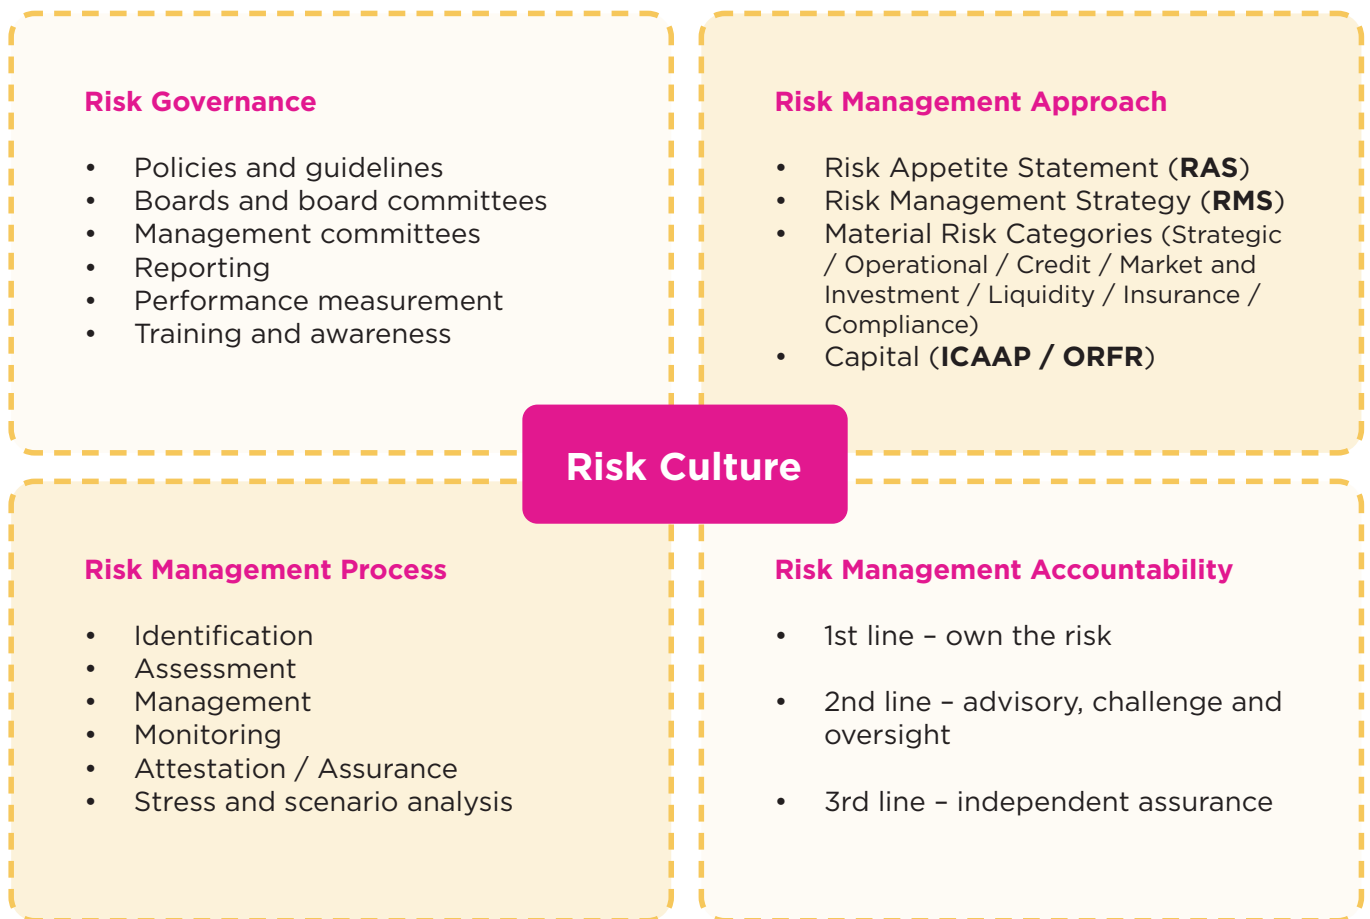 Risk Governance
• Policies and guidelines
• Boards and board committees
• Management committees
• Reporting
• Performance measurement
• Training and awareness
Risk Management Approach
• Risk Appetite Statement (RAS)
• Risk Management Strategy (RMS)
• Material Risk Categories (Strategic
/ Operational / Credit / Market and
Investment / Liquidity / Insurance /
Compliance)
• Capital (ICAAP / ORFR)
Risk Culture
Risk Management Process
• Identification
• Assessment
• Management
• Monitoring
• Attestation / Assurance
• Stress and scenario analysis
Risk Management Accountability
• 1st line – own the risk
• 2nd line – advisory, challenge and
oversight
• 3rd line – independent assurance